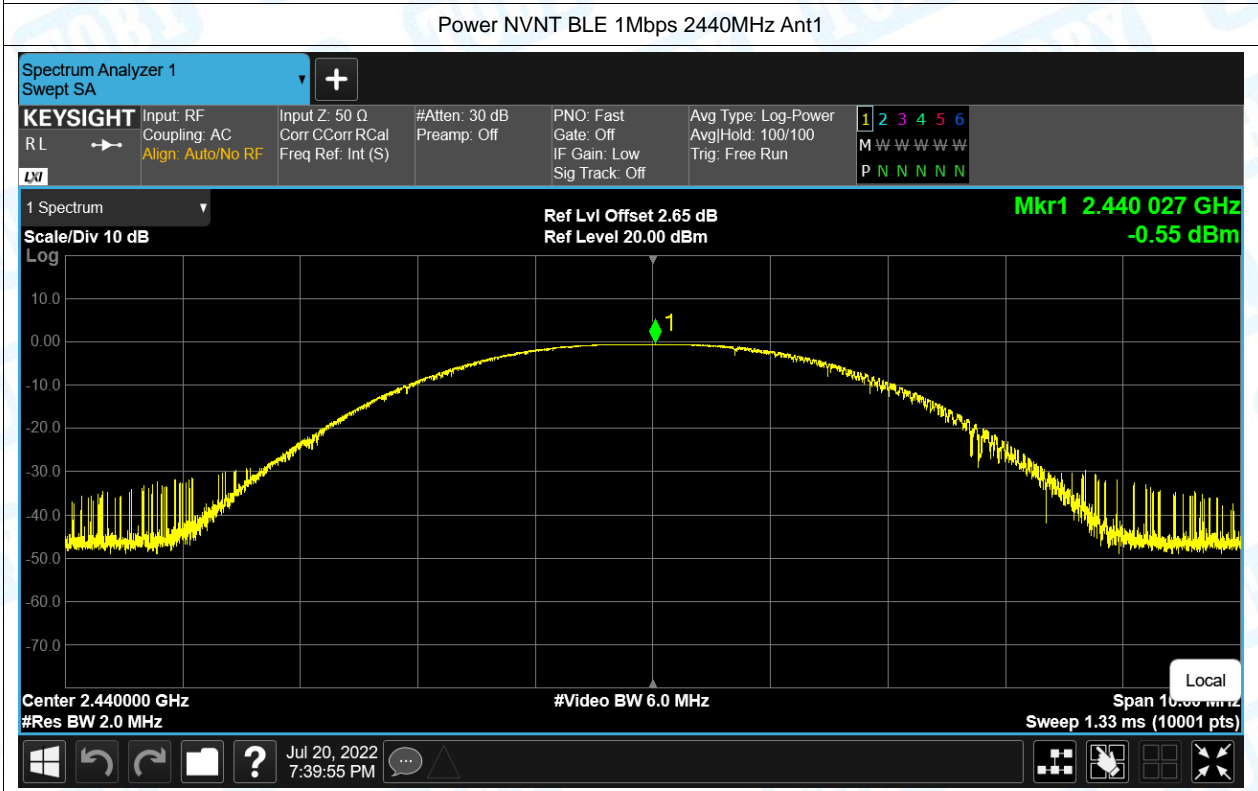 Power NVNT BLE 1Mbps 2440MHz Ant1
Spectrum Analyzer 1
Swept SA
KEYSIGHT
R L
LXI
Input: RF
Coupling: AC
Align: Auto/No RF
Input Z: 50 Ω
Corr CCorr RCal
Freq Ref: Int (S)
#Atten: 30 dB
Preamp: Off
PNO: Fast
Gate: Off
IF Gain: Low
Sig Track: Off
Avg Type: Log-Power
Avg|Hold: 100/100
Trig: Free Run
1 2 3 4 5 6
M W W W W W
P N N N N N
1 Spectrum
Scale/Div 10 dB
Log
Ref Lvl Offset 2.65 dB
Ref Level 20.00 dBm
Mkr1 2.440 027 GHz
-0.55 dBm
1
10.0
0.00
-10.0
-20.0
-30.0
-40.0
-50.0
-60.0
-70.0
Local
Center 2.440000 GHz
#Video BW 6.0 MHz
Span 10.00 MHz
#Res BW 2.0 MHz
Sweep 1.33 ms (10001 pts)
?
Jul 20, 2022
7:39:55 PM